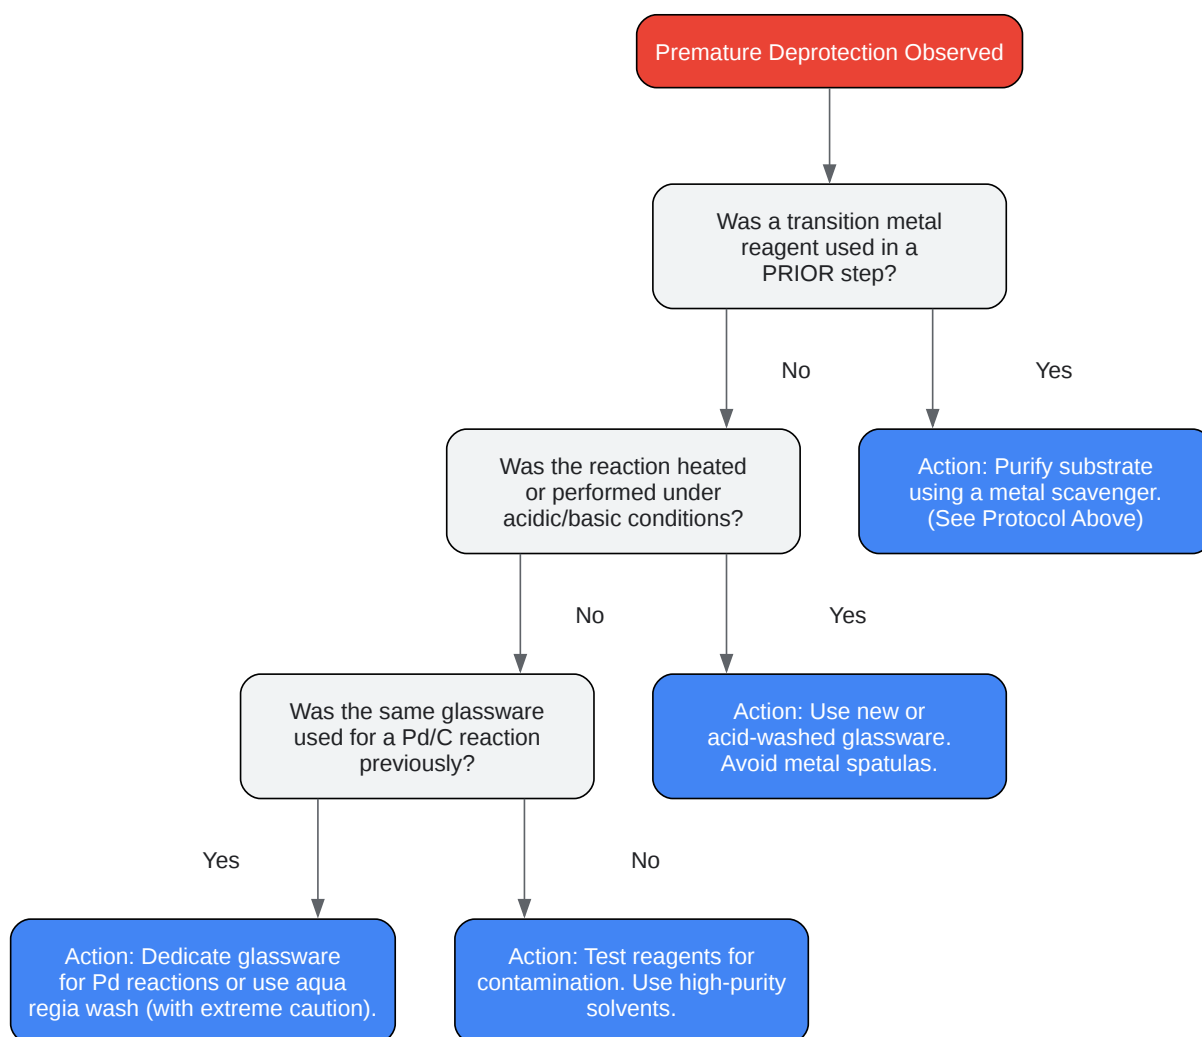 Premature Deprotection Observed
Was a transition metal
reagent used in a
PRIOR step?
No
Yes
Was the reaction heated
or performed under
acidic/basic conditions?
Action: Purify substrate
using a metal scavenger.
(See Protocol Above)
No
Yes
Was the same glassware
used for a Pd/C reaction
previously?
Action: Use new or
acid-washed glassware.
Avoid metal spatulas.
Yes
No
Action: Dedicate glassware
for Pd reactions or use aqua
regia wash (with extreme caution).
Action: Test reagents for
contamination. Use high-purity
solvents.